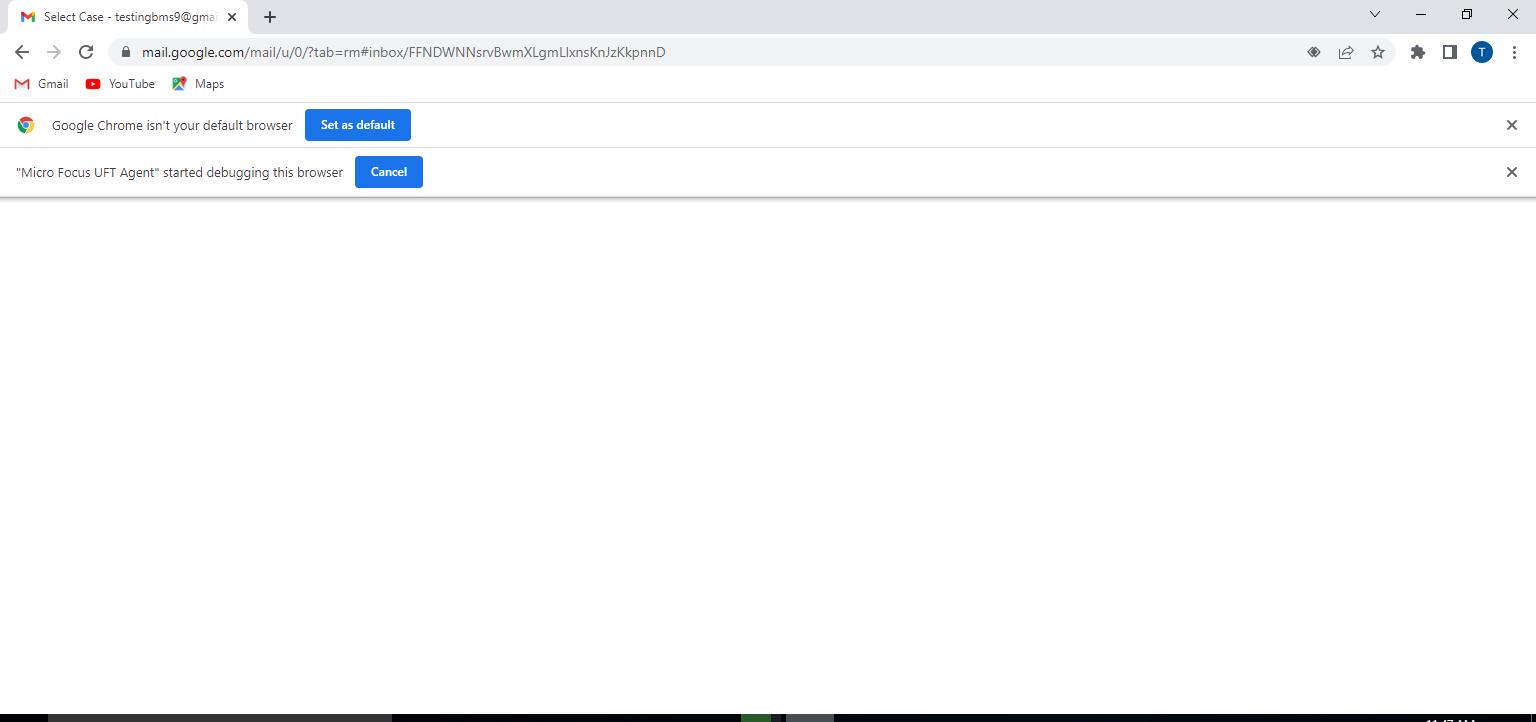 Select Case - testingbms9@gmai
mail.google.com/mail/u/0/?tab=rm#inbox/FFNDWNNsrvBwmXLgmLlxnsKnJzKkpnnD
T
Gmail
YouTube
Maps
Google Chrome isn't your default browser
Set as default
"Micro Focus UFT Agent" started debugging this browser
Cancel